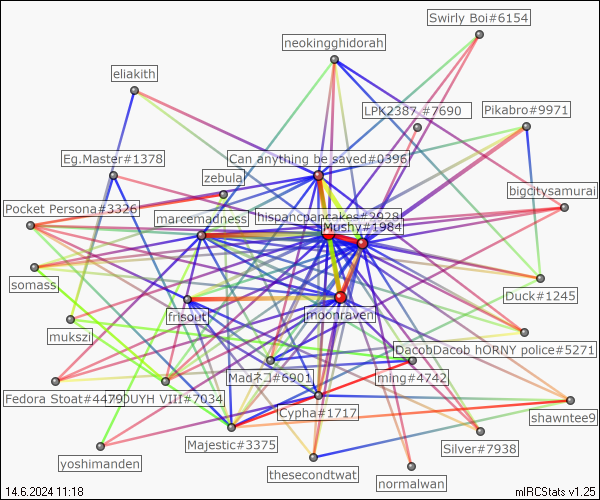 Swirly Boi#6154
neokingghidorah
eliakith
LPK2387 #7690
Pikabro#9971
Eg.Master#1378
Can anything be saved#0396
zebula
bigcitysamurai
Pocket Persona#3326
marcemadness
hispancpancakes#2928
Mushy#1984
somass
Duck#1245
frisout
moonraven
mukszi
DacobDacob hORNY police#5271
Madネコ#6901
ming#4742
Fedora Stoat#4479
OUYH VIII#7034
Cypha#1717
shawntee9
Majestic#3375
Silver#7938
yoshimanden
thesecondtwat
normalwan
14.6.2024 11:18
mIRCStats v1.25